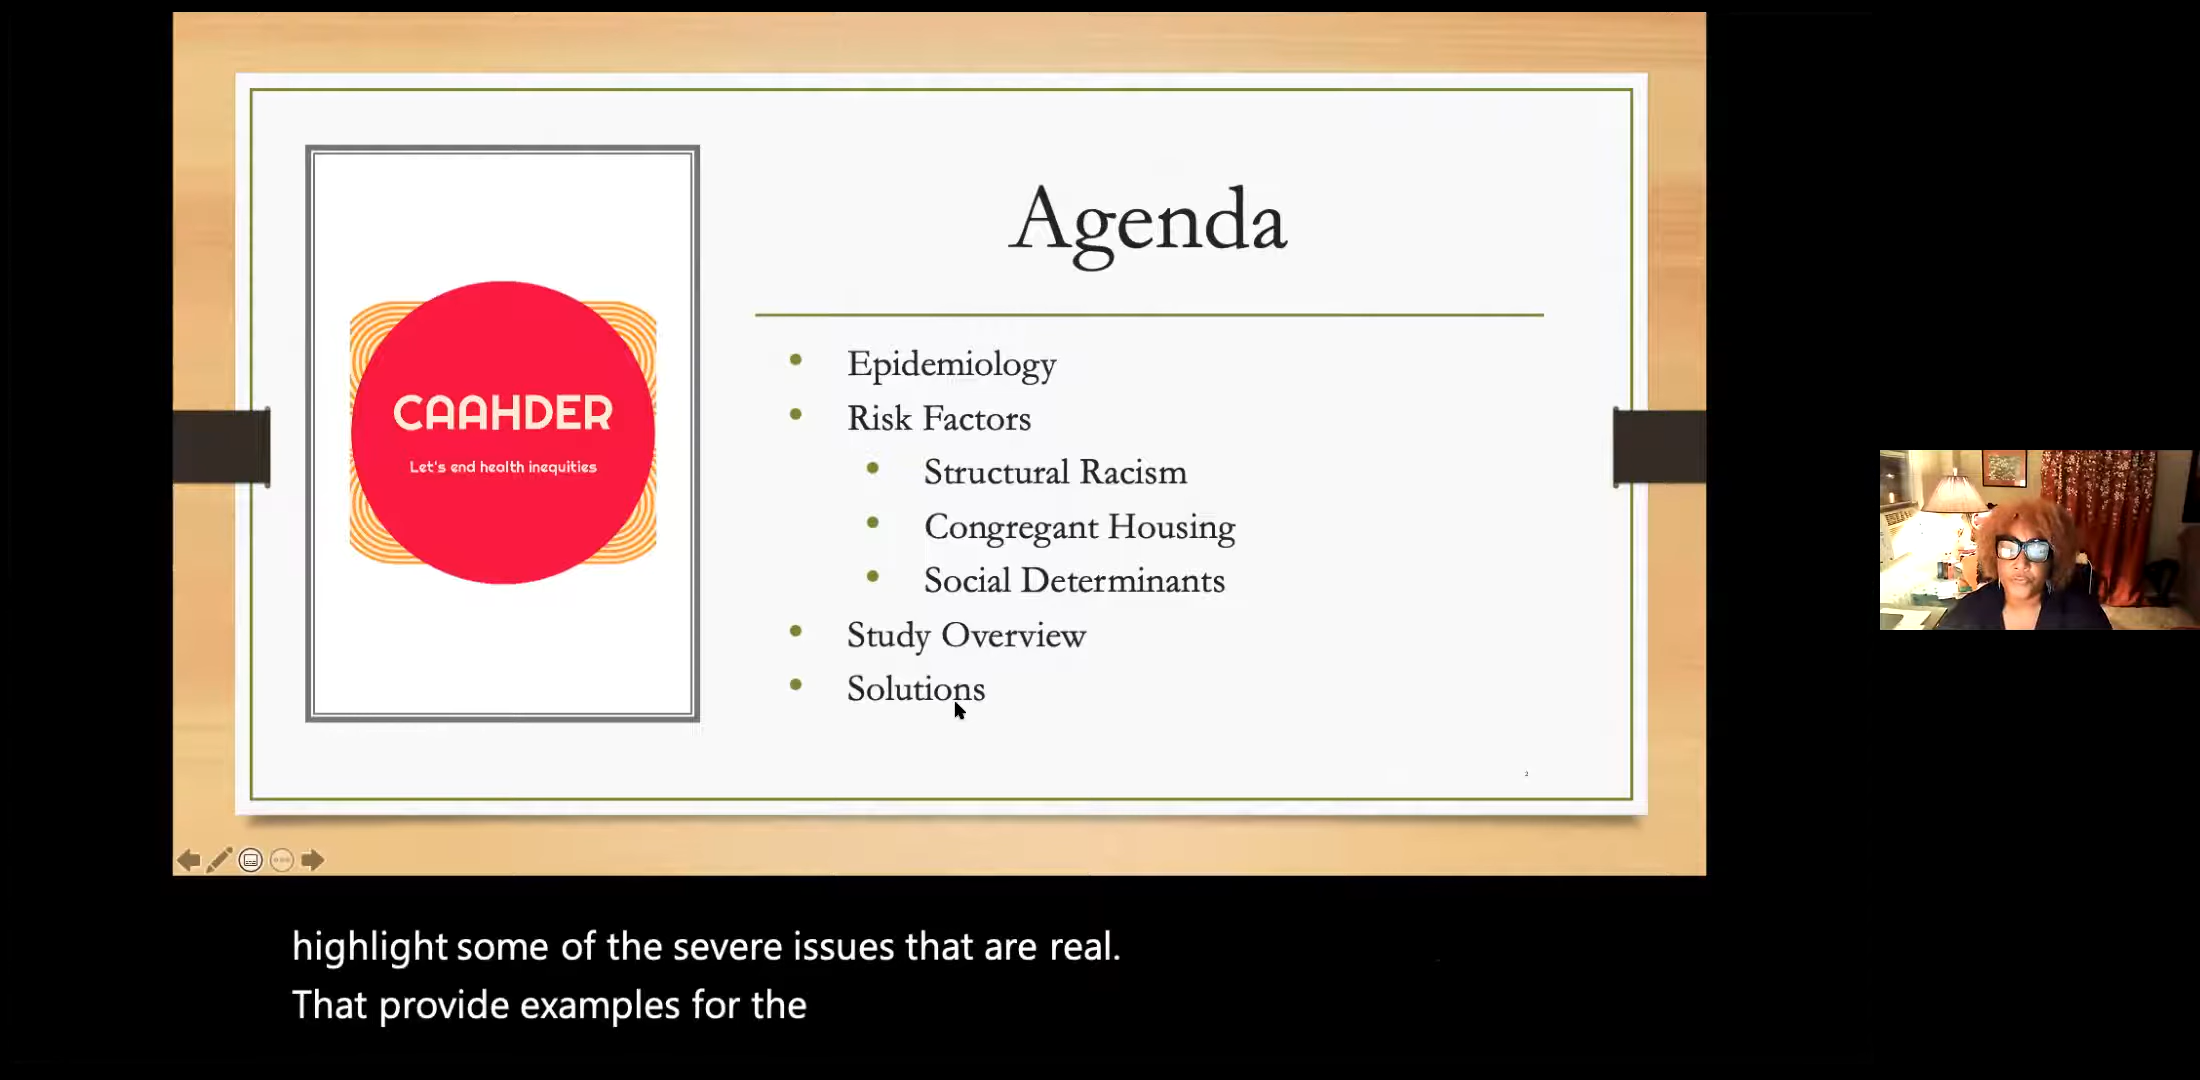 Agenda
CAAHDER
Let's end health inequities
Epidemiology
Risk Factors
Structural Racism
Congregant Housing
Social Determinants
Study Overview
Solutions
2
highlight some of the severe issues that are real.
That provide examples for the